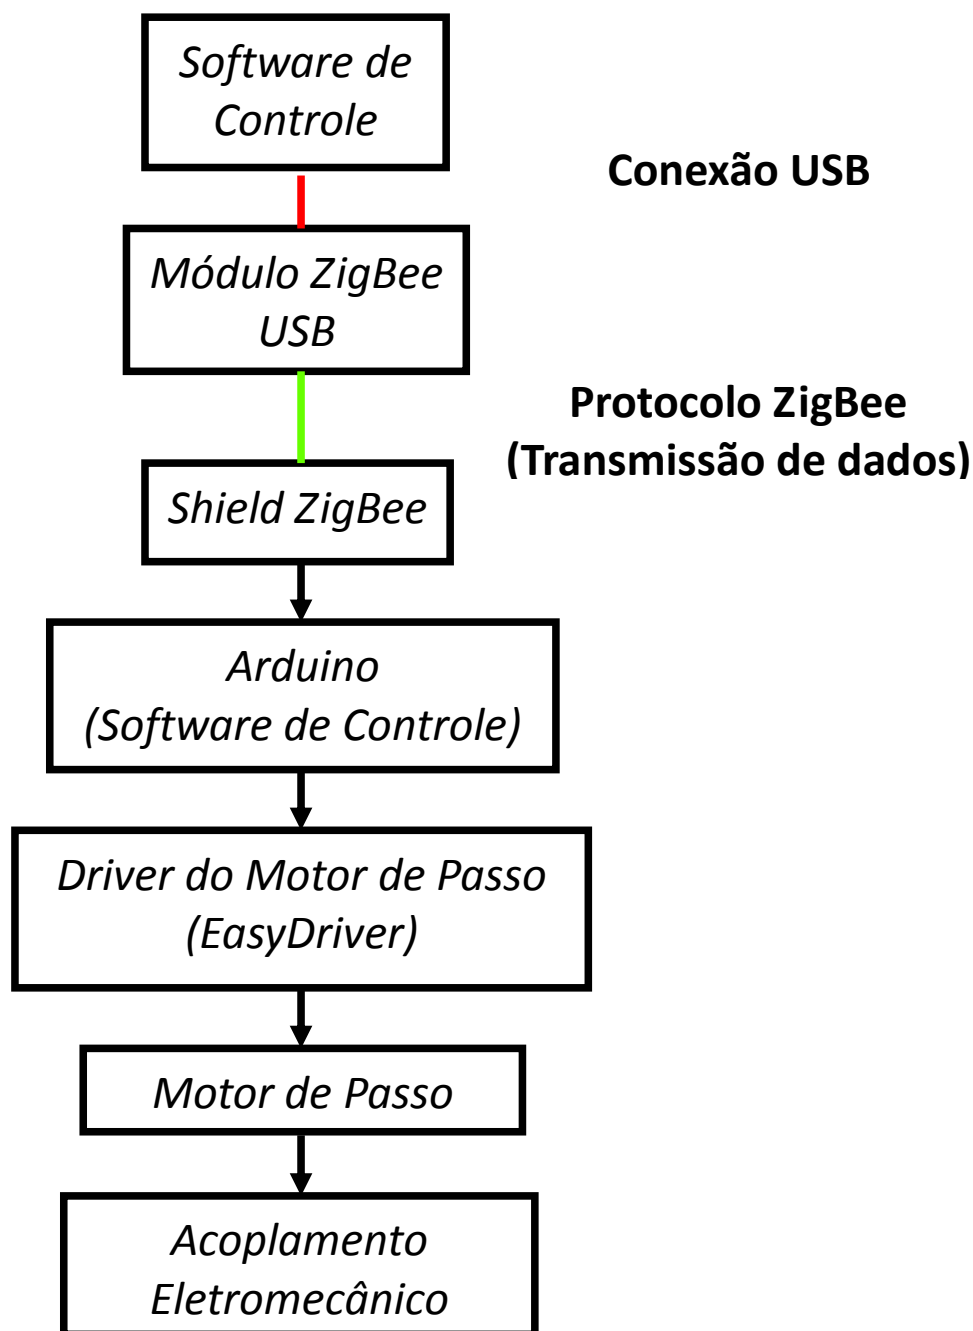 Software de
Controle
Conexão USB
Módulo ZigBee
USB
Protocolo ZigBee
(Transmissão de dados)
Shield ZigBee
Arduino
(Software de Controle)
Driver do Motor de Passo
(EasyDriver)
Motor de Passo
Acoplamento
Eletromecânico